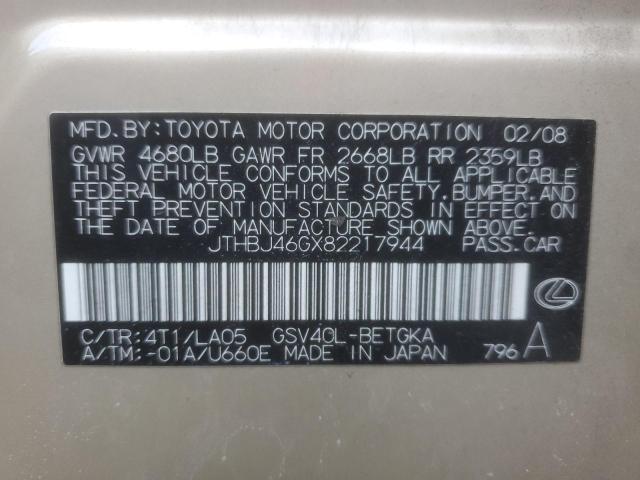 MFD.BY:TOYOTA MOTOR CORPORATION 02/08
GVWR 4680LB GAWR FR 2668LB RR 2359LB
THIS VEHICLE CONFORMS TO ALL APPLICABLE
FEDERAL MOTOR VEHICLE SAFETY,BUMPER,AND
THEFT PREVENTION STANDARDS IN EFFECT ON
THE DATE OF MANUFACTURE SHOWN ABOVE.
JTHBJ46GX82217944 PASS.CAR
C/TR:4T1/LA05 GSV40L-BETGKA
A/TM:-01A/U660E MADE IN JAPAN 796 A